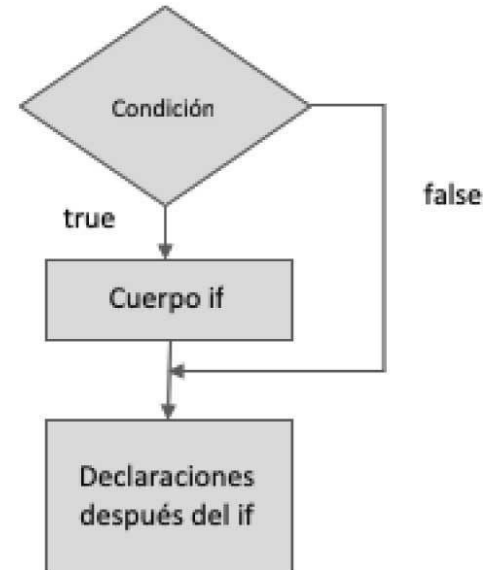 Condición
false
true
Cuerpo if
Declaraciones
después del if